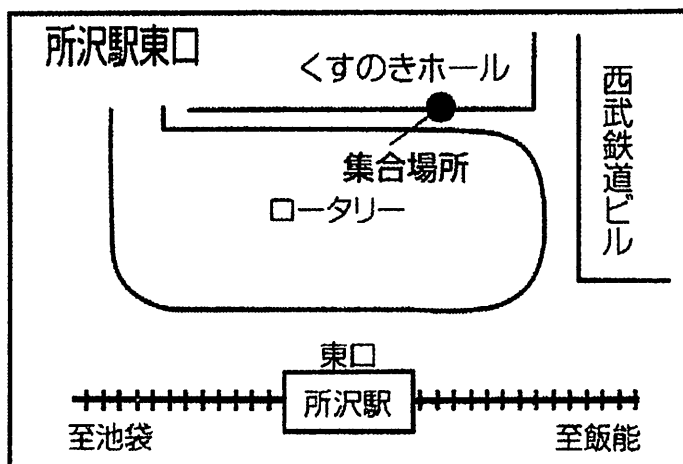 所沢駅東口
くすのきホール
集合場所
ロータリー
西武鉄道ビル
東口
所沢駅
至池袋
至飯能